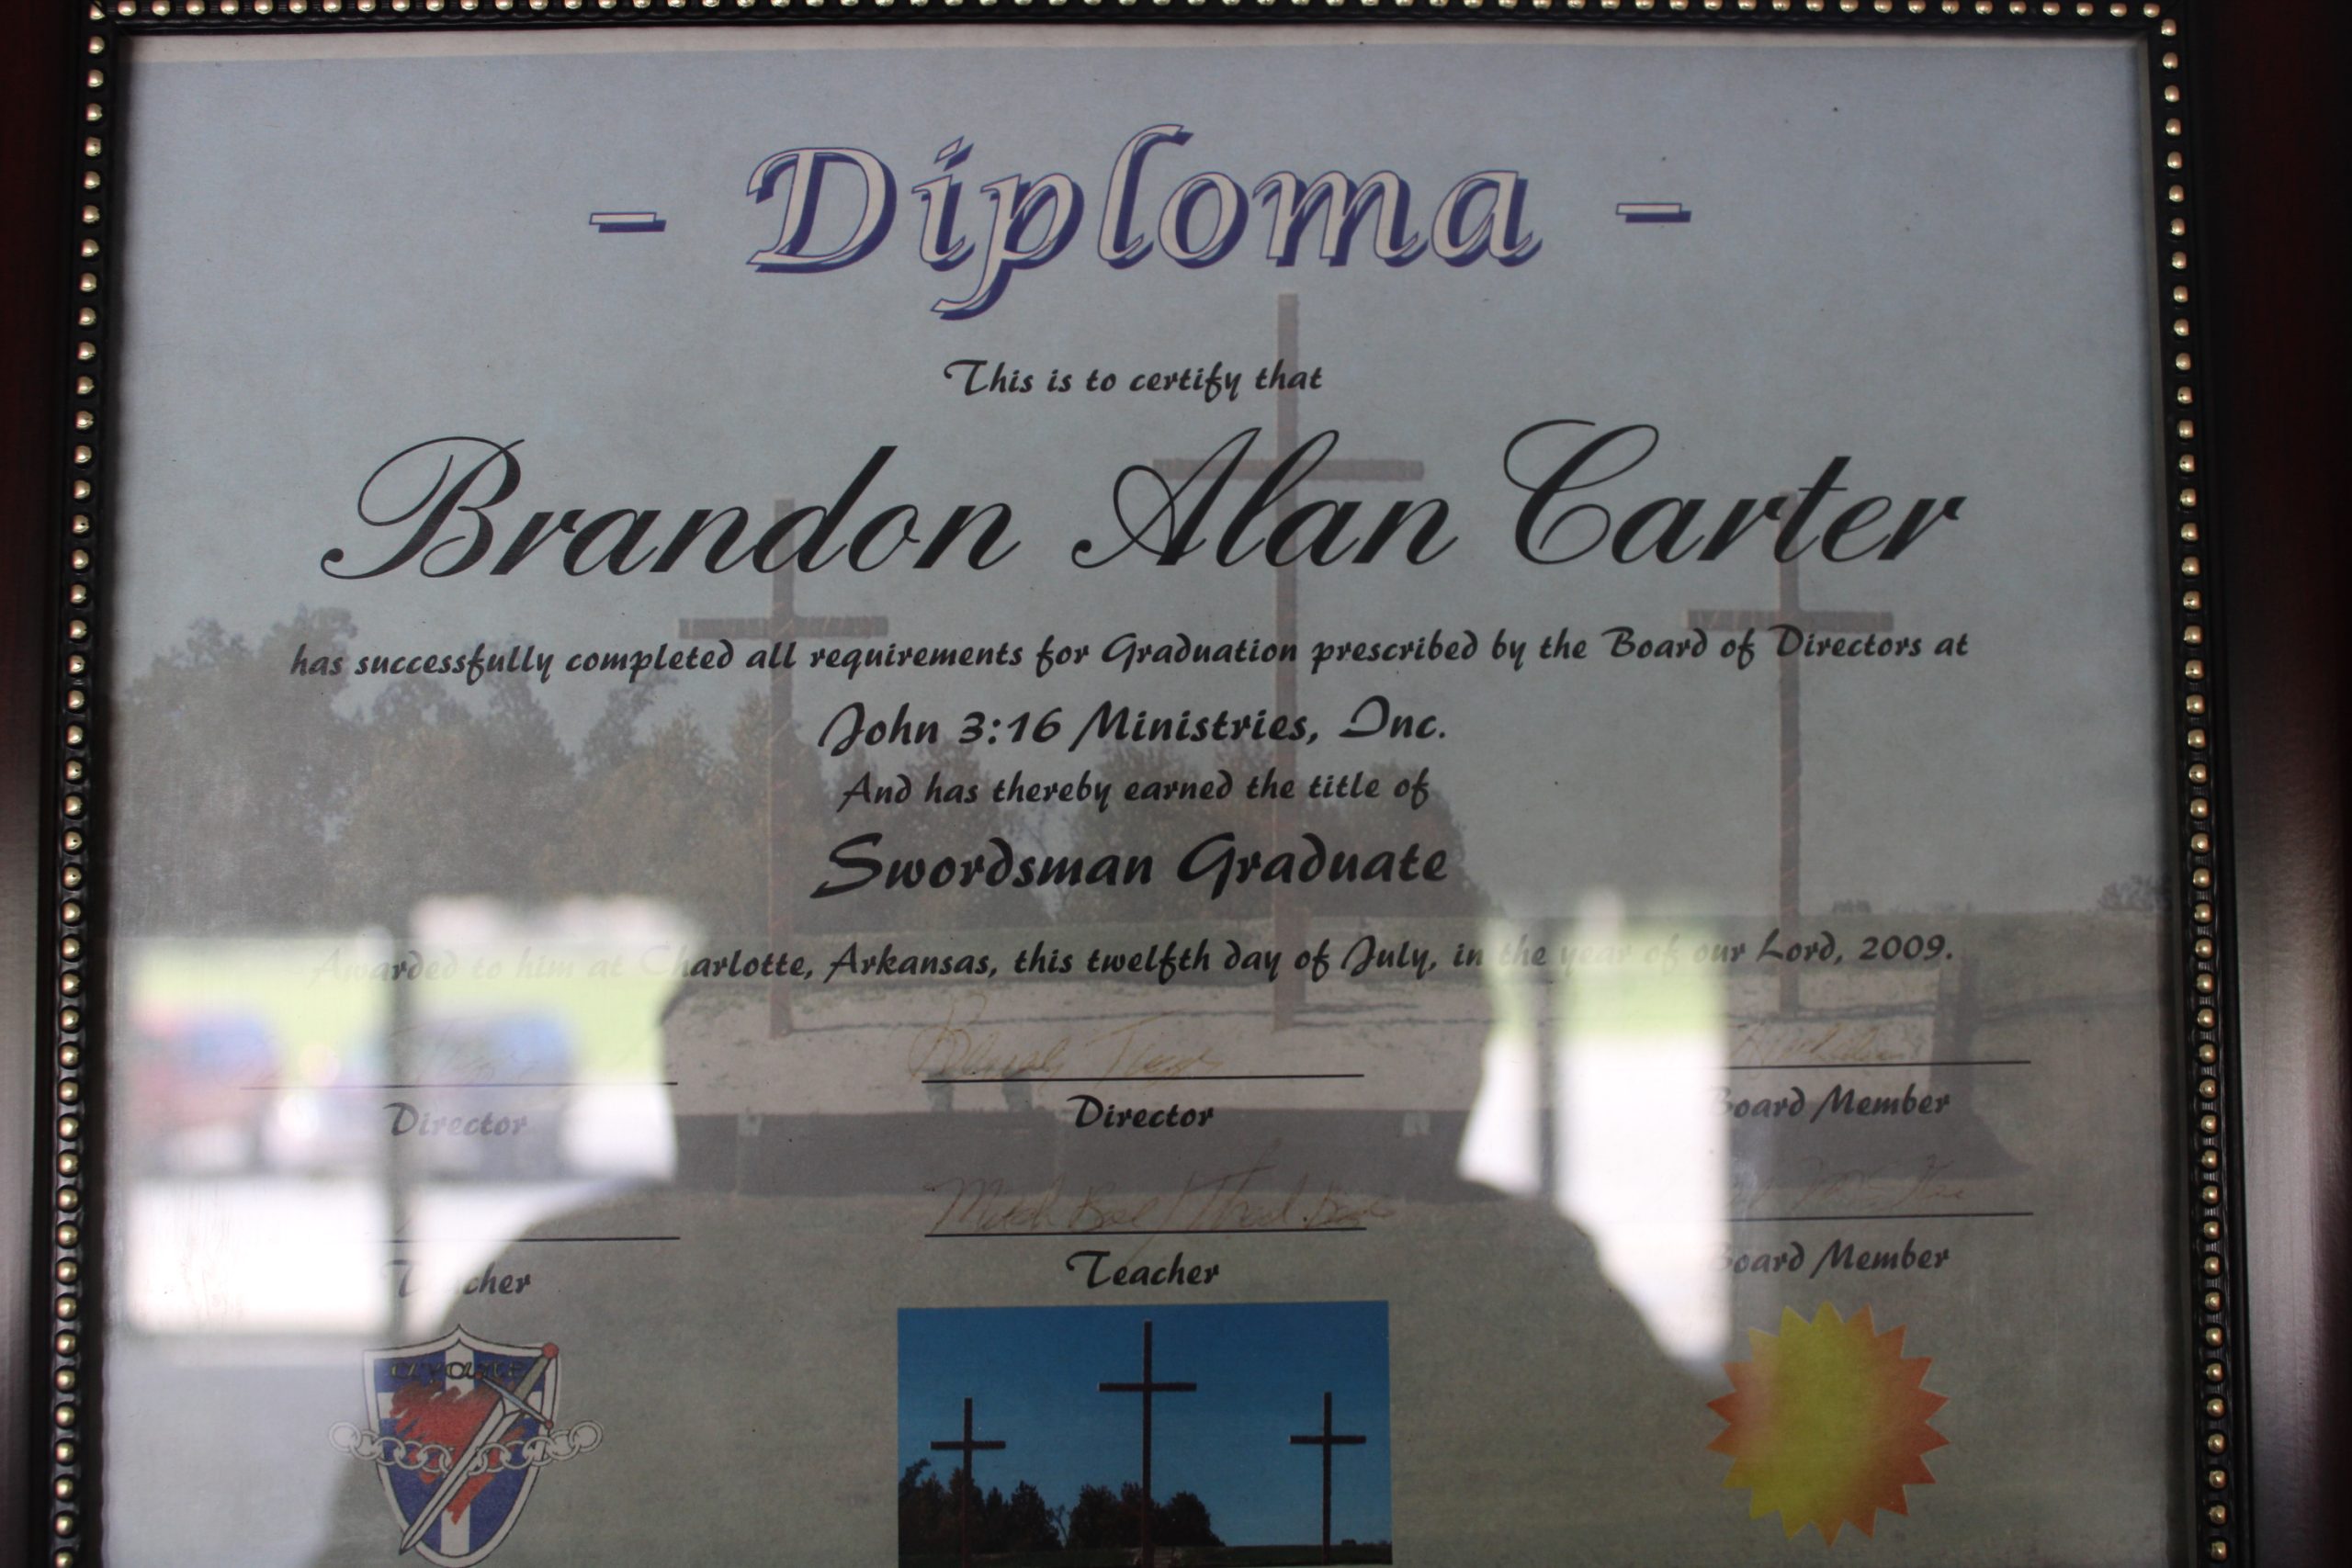 - Diploma -
This is to certify that
Brandon Alan Carter
has successfully completed all requirements for Graduation prescribed by the Board of Directors at
John 3:16 Ministries, Inc.
And has thereby earned the title of
Swordsman Graduate
Awarded to him at Charlotte, Arkansas, this twelfth day of July, in the year of our Lord, 2009.
Director Director Board Member
Teacher Teacher Board Member